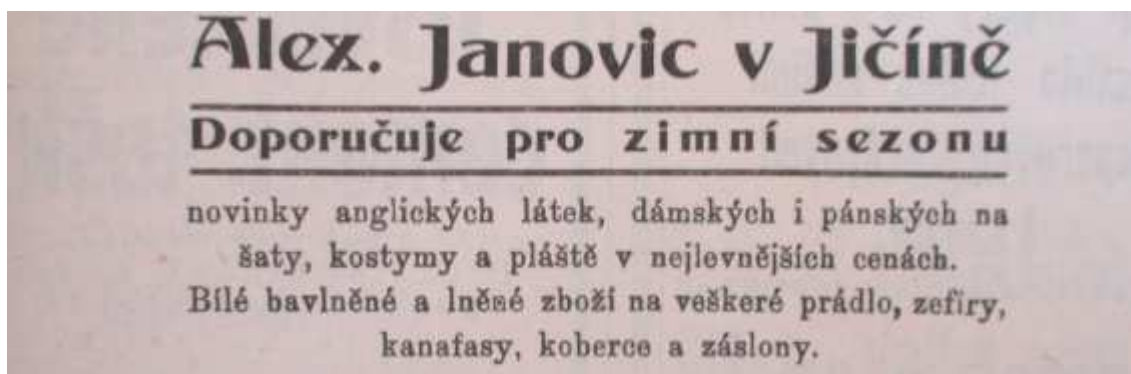 Alex. Janovic v Jičíně
Doporučuje pro zimní sezonu
novinky anglických látek, dámských i pánských na
šaty, kostymy a pláště v nejlevnějších cenách.
Bílé bavlněné a lněné zboží na veškeré prádlo, zefiry,
kanafasy, koberce a záslony.